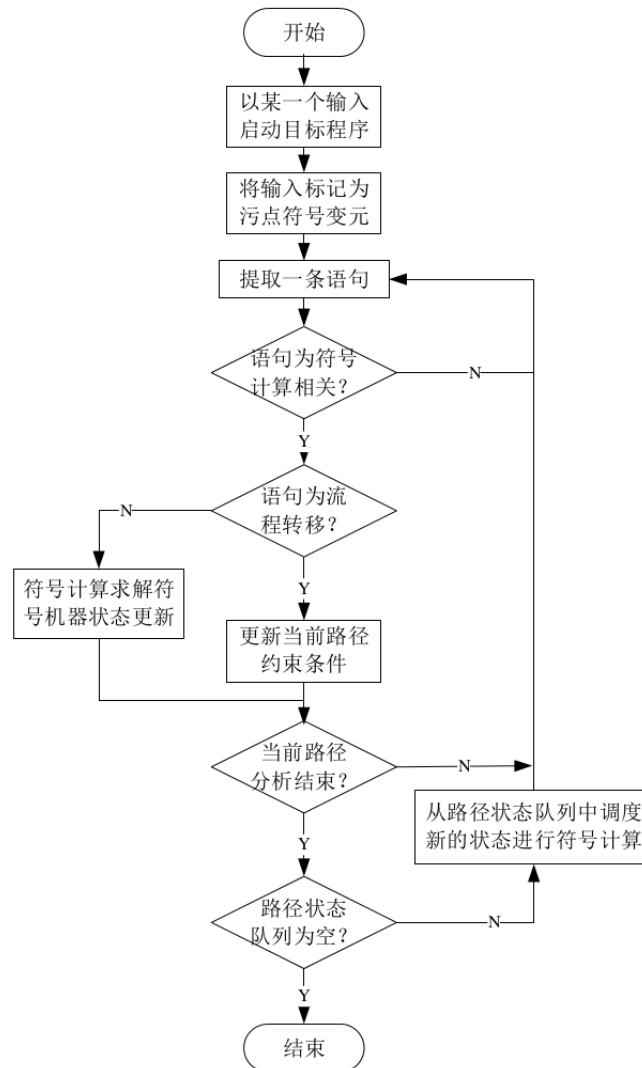 开始
以某一个输入
启动目标程序
将输入标记为
污点符号变元
提取一条语句
语句为符号
计算相关？
N
Y
语句为流
程转移？
N
Y
符号计算求解符
号机器状态更新
更新当前路径
约束条件
当前路径
分析结束？
N
Y
从路径状态队列中调度
新的状态进行符号计算
路径状态
队列为空？
N
Y
结束